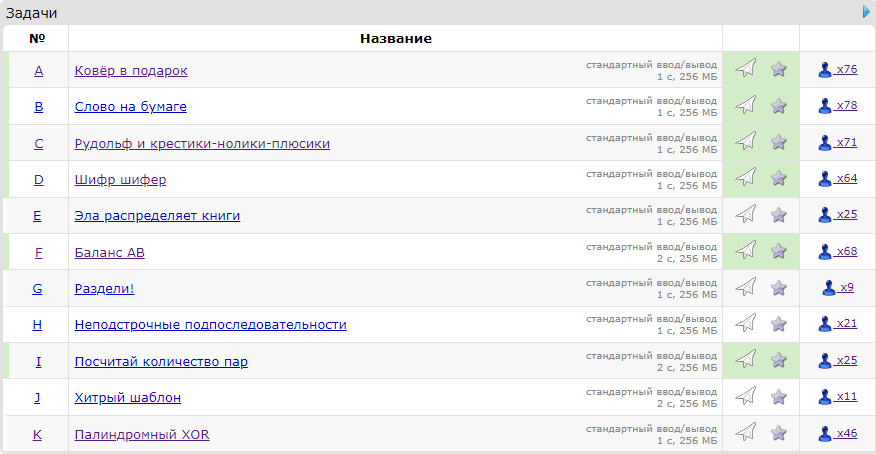 Задачи
№ Название
A Ковёр в подарок стандартный ввод/вывод x76
1 с, 256 МБ
B Слово на бумаге стандартный ввод/вывод x78
1 с, 256 МБ
C Рудольф и крестики-нолики-плюсики стандартный ввод/вывод x71
1 с, 256 МБ
D Шифр шифер стандартный ввод/вывод x64
1 с, 256 МБ
E Эла распределяет книги стандартный ввод/вывод x25
1 с, 256 МБ
F Баланс AB стандартный ввод/вывод x68
2 с, 256 МБ
G Раздели! стандартный ввод/вывод x9
1 с, 256 МБ
H Неподстрочные подпоследовательности стандартный ввод/вывод x21
1 с, 256 МБ
I Посчитай количество пар стандартный ввод/вывод x25
2 с, 256 МБ
J Хитрый шаблон стандартный ввод/вывод x11
2 с, 256 МБ
K Палиндромный XOR стандартный ввод/вывод x46
1 с, 256 МБ